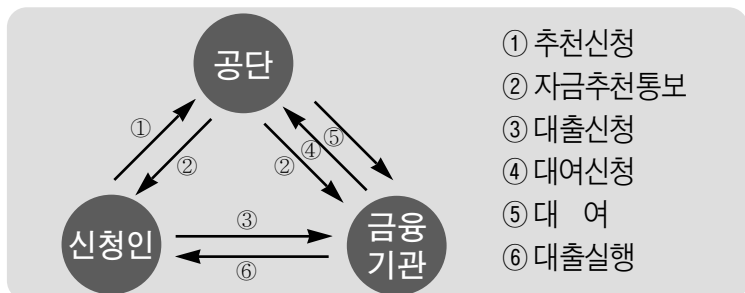 공단
① 추천신청
② 자금추천통보
③ 대출신청
④ 대여신청
⑤ 대 여
⑥ 대출실행
①
②
②
④
⑤
신청인
③
⑥
금융
기관